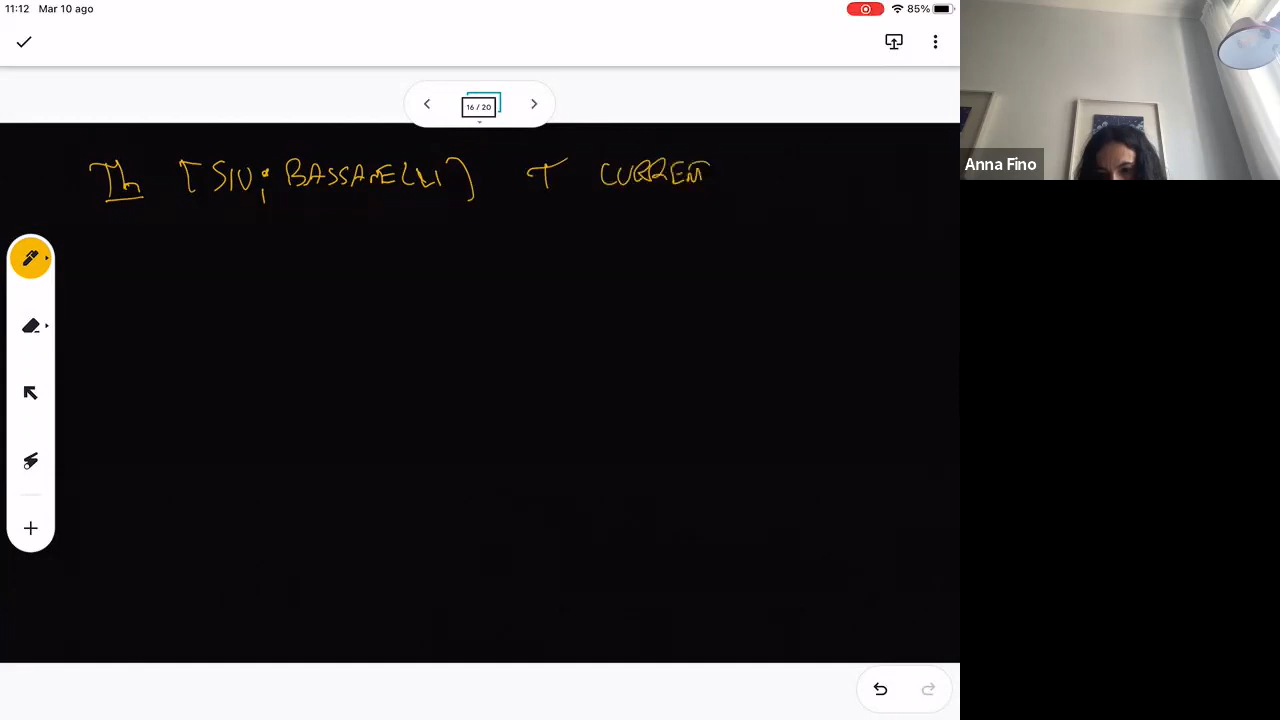 11:12 Mar 10 ago
85%
16 / 20
Th [SIU; BASSANELLI] T CURRENT
Anna Fino